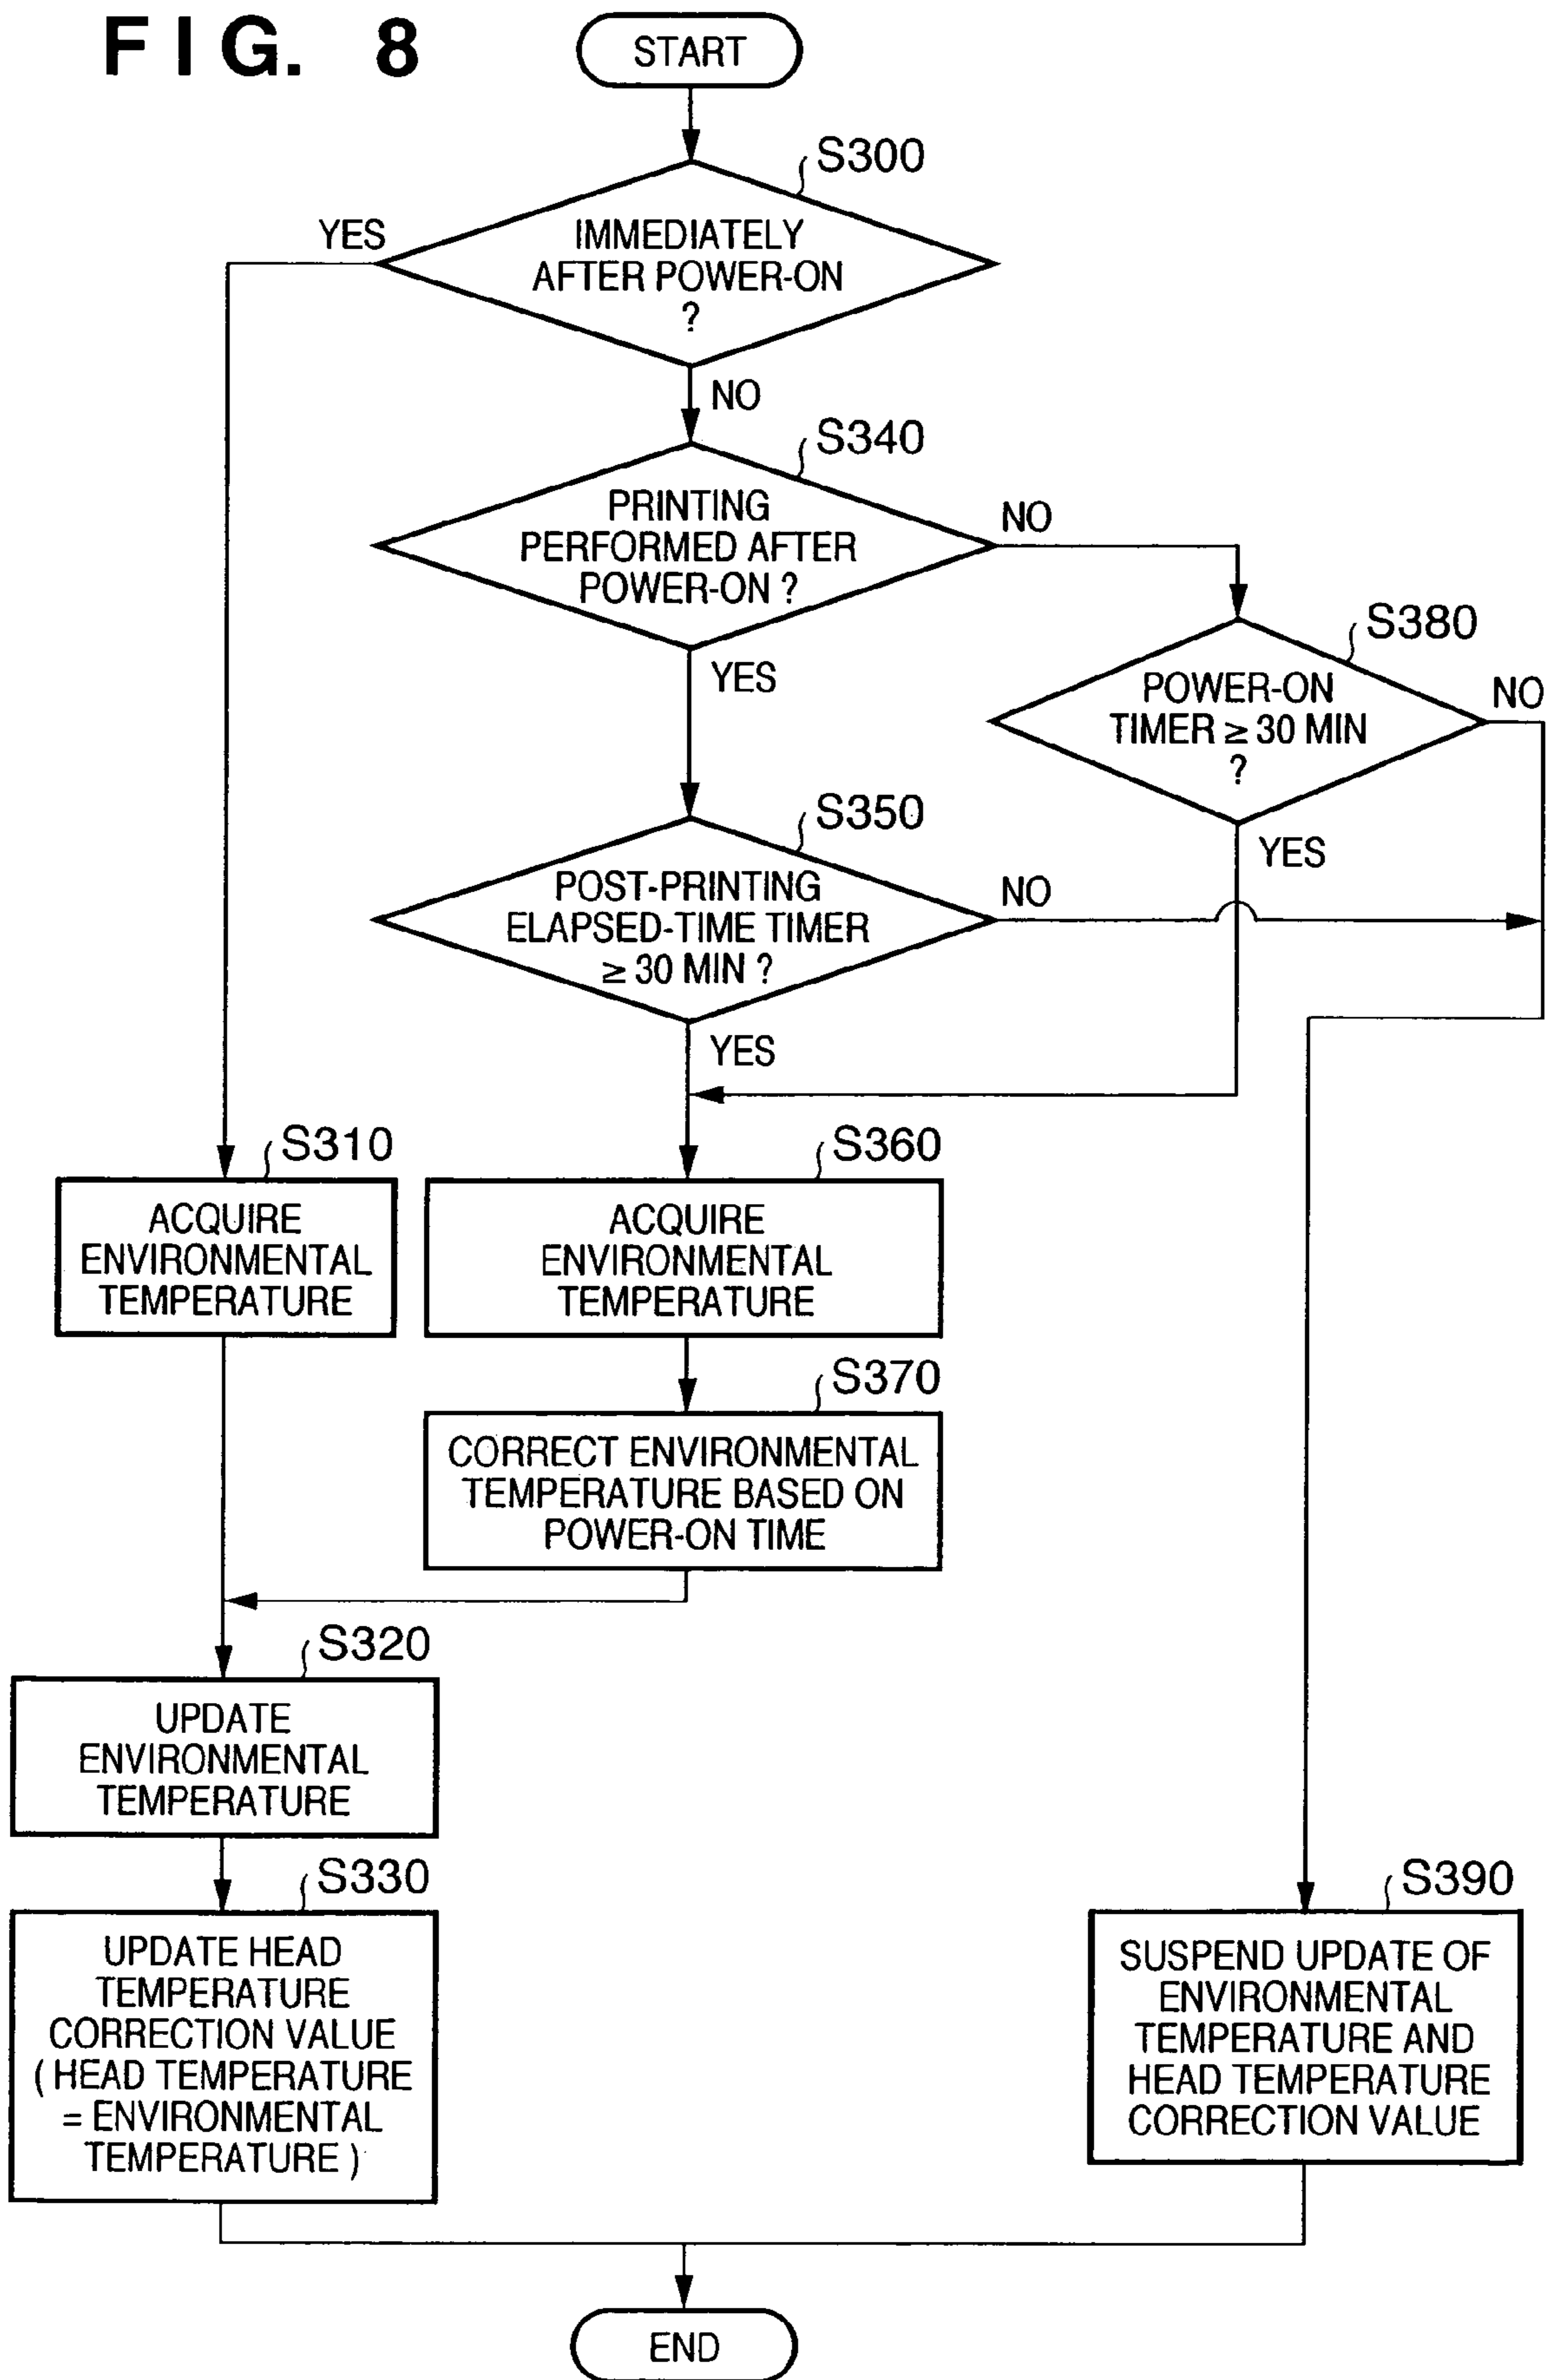 FIG. 8
START
S300
YES
IMMEDIATELY
AFTER POWER-ON
?
NO
S340
PRINTING
PERFORMED AFTER
POWER-ON ?
NO
S380
YES
POWER-ON
TIMER ≥ 30 MIN
?
NO
S350
YES
POST-PRINTING
ELAPSED-TIME TIMER
≥ 30 MIN ?
NO
YES
S310
S360
ACQUIRE
ENVIRONMENTAL
TEMPERATURE
ACQUIRE
ENVIRONMENTAL
TEMPERATURE
S370
CORRECT ENVIRONMENTAL
TEMPERATURE BASED ON
POWER-ON TIME
S320
UPDATE
ENVIRONMENTAL
TEMPERATURE
S330
UPDATE HEAD
TEMPERATURE
CORRECTION VALUE
( HEAD TEMPERATURE
= ENVIRONMENTAL
TEMPERATURE )
S390
SUSPEND UPDATE OF
ENVIRONMENTAL
TEMPERATURE AND
HEAD TEMPERATURE
CORRECTION VALUE
END